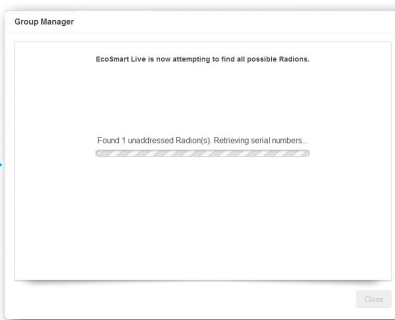 Group Manager
EcoSmart Live is now attempting to find all possible Radions.
Found 1 unaddressed Radion(s). Retrieving serial numbers...
Close